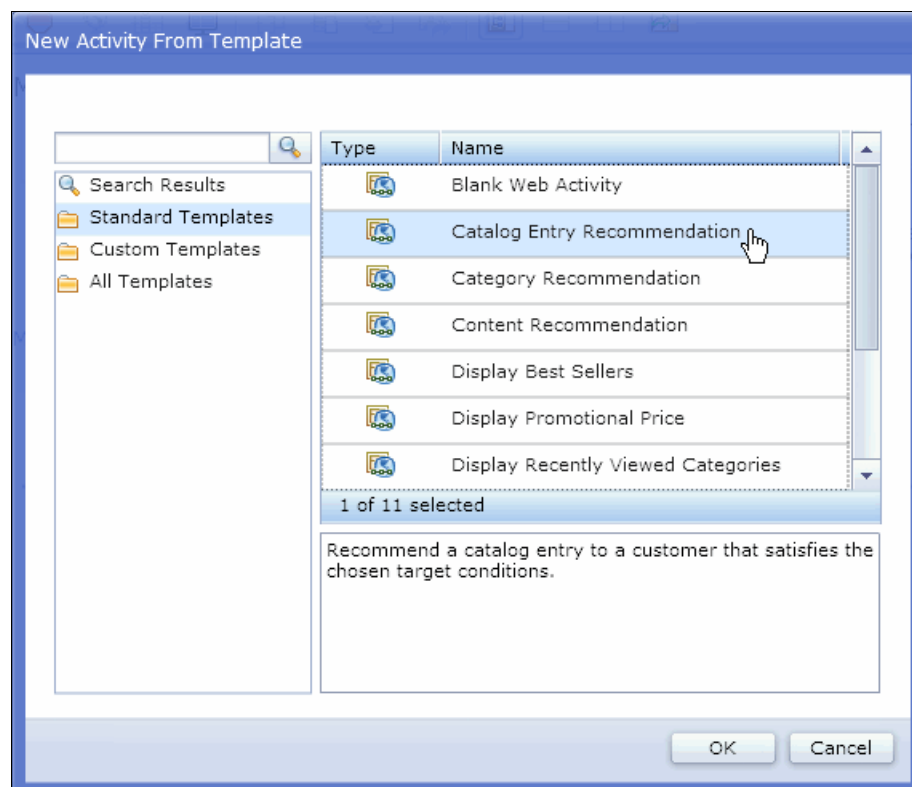 New Activity From Template
Type Name
Search Results
Standard Templates
Custom Templates
All Templates
Blank Web Activity
Catalog Entry Recommendation
Category Recommendation
Content Recommendation
Display Best Sellers
Display Promotional Price
Display Recently Viewed Categories
1 of 11 selected
Recommend a catalog entry to a customer that satisfies the
chosen target conditions.
OK Cancel